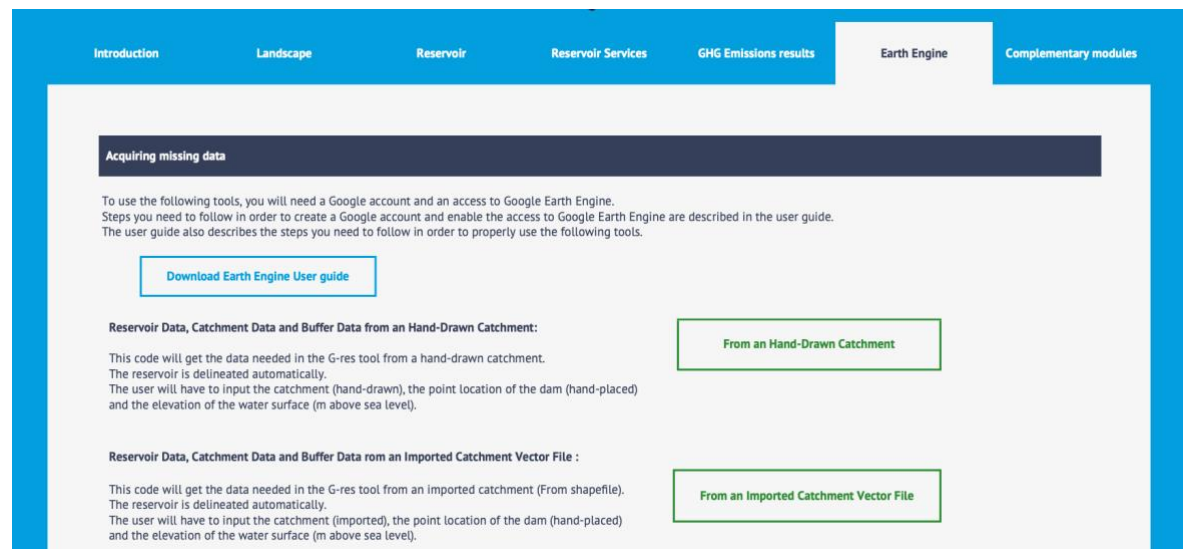 Introduction Landscape Reservoir Reservoir Services GHG Emissions results Earth Engine Complementary modules
Acquiring missing data
To use the following tools, you will need a Google account and an access to Google Earth Engine.
Steps you need to follow in order to create a Google account and enable the access to Google Earth Engine are described in the user guide.
The user guide also describes the steps you need to follow in order to properly use the following tools.
Download Earth Engine User guide
Reservoir Data, Catchment Data and Buffer Data from an Hand-Drawn Catchment:
This code will get the data needed in the G-res tool from a hand-drawn catchment.
The reservoir is delineated automatically.
The user will have to input the catchment (hand-drawn), the point location of the dam (hand-placed)
and the elevation of the water surface (m above sea level).
From an Hand-Drawn Catchment
Reservoir Data, Catchment Data and Buffer Data rom an Imported Catchment Vector File :
This code will get the data needed in the G-res tool from an imported catchment (From shapefile).
The reservoir is delineated automatically.
The user will have to input the catchment (imported), the point location of the dam (hand-placed)
and the elevation of the water surface (m above sea level).
From an Imported Catchment Vector File